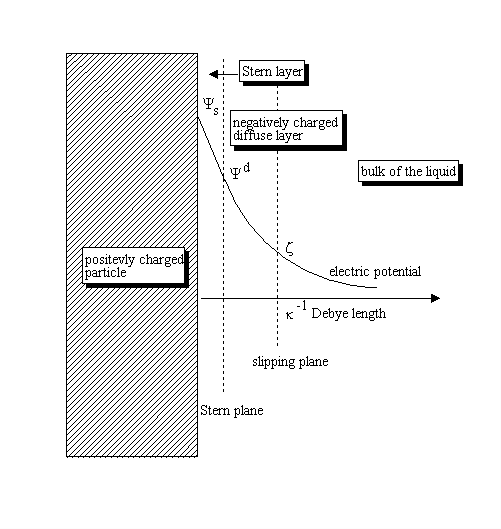 Stern layer
Ψs
negatively charged
diffuse layer
Ψd
bulk of the liquid
ζ
positevly charged
particle
electric potential
κ-1 Debye length
slipping plane
Stern plane